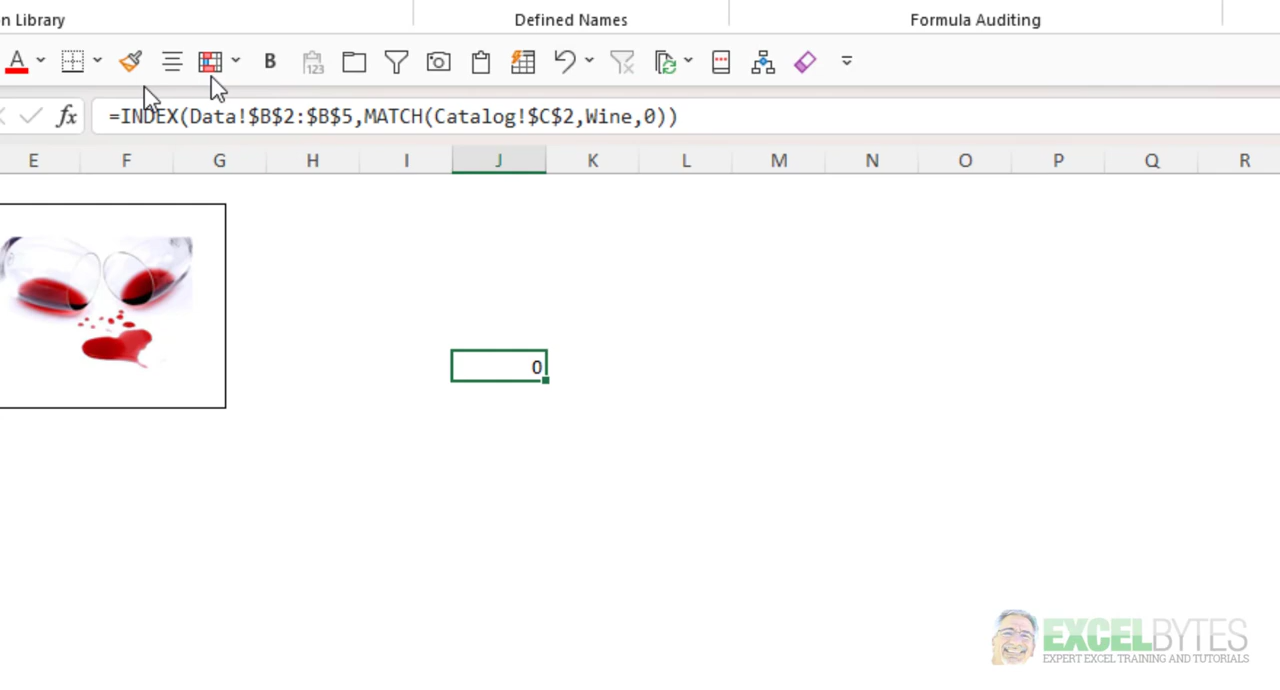 n Library
Defined Names
Formula Auditing
A
B
123
fx
=INDEX(Data!$B$2:$B$5,MATCH(Catalog!$C$2,Wine,0))
E F G H I J K L M N O P Q R
0
EXCELBYTES
EXPERT EXCEL TRAINING AND TUTORIALS